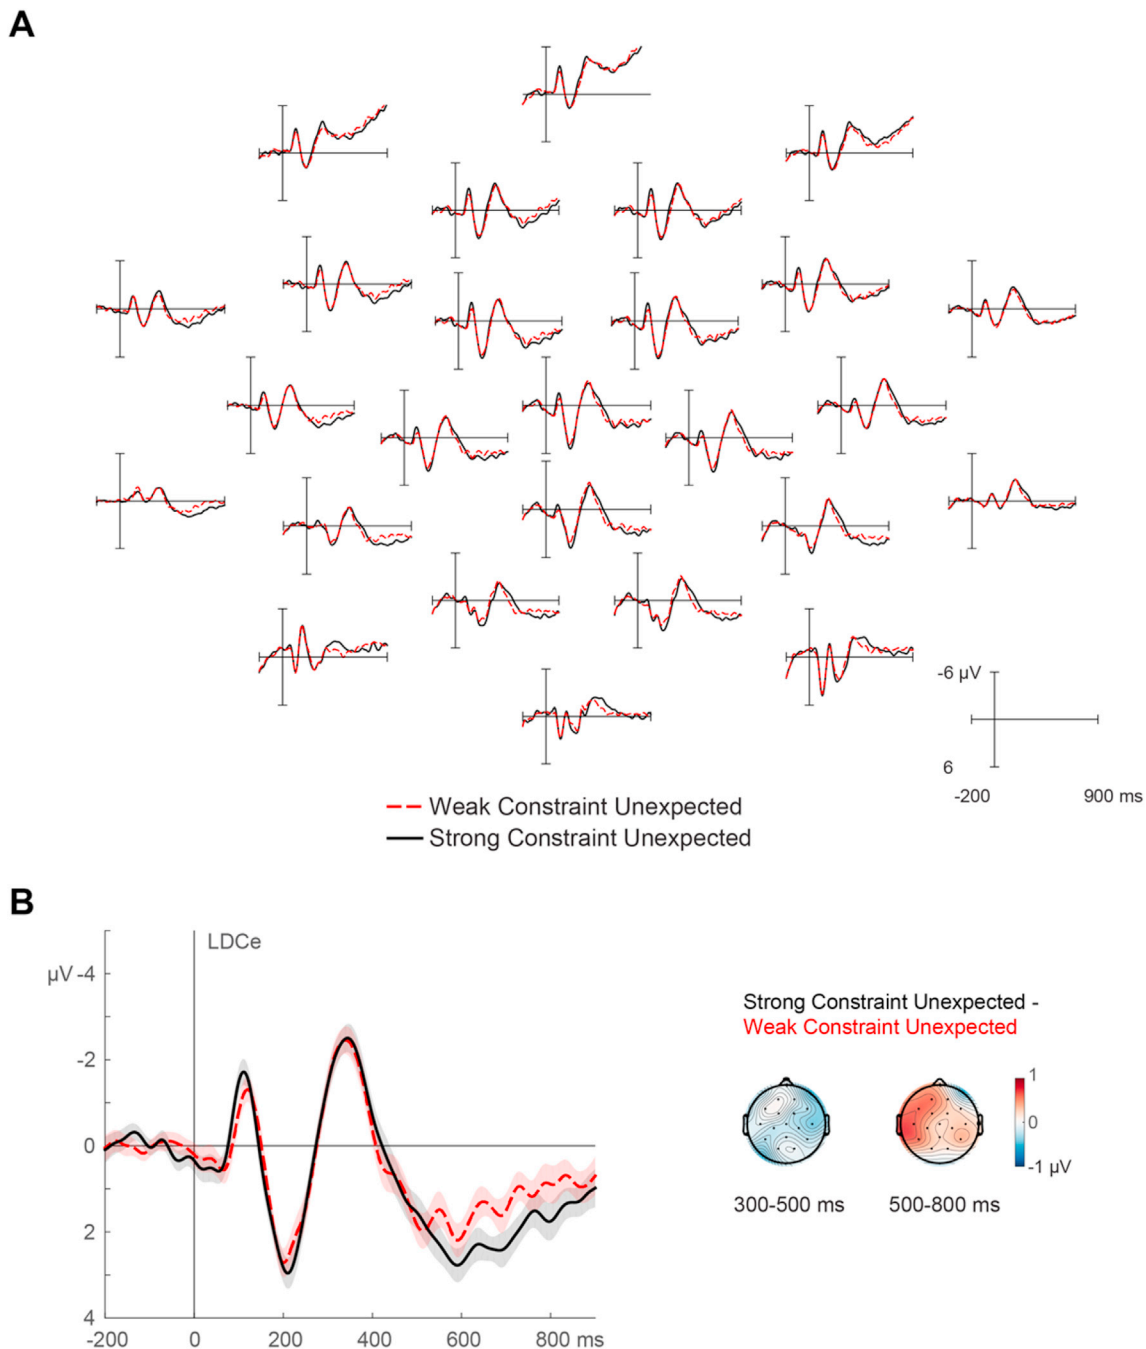 A
-6 µV
6
-200 900 ms
Weak Constraint Unexpected
Strong Constraint Unexpected
B
LDCe
µV -4
-2
0
2
4
-200 0 200 400 600 800 ms
Strong Constraint Unexpected -
Weak Constraint Unexpected
1
0
-1 µV
300-500 ms 500-800 ms